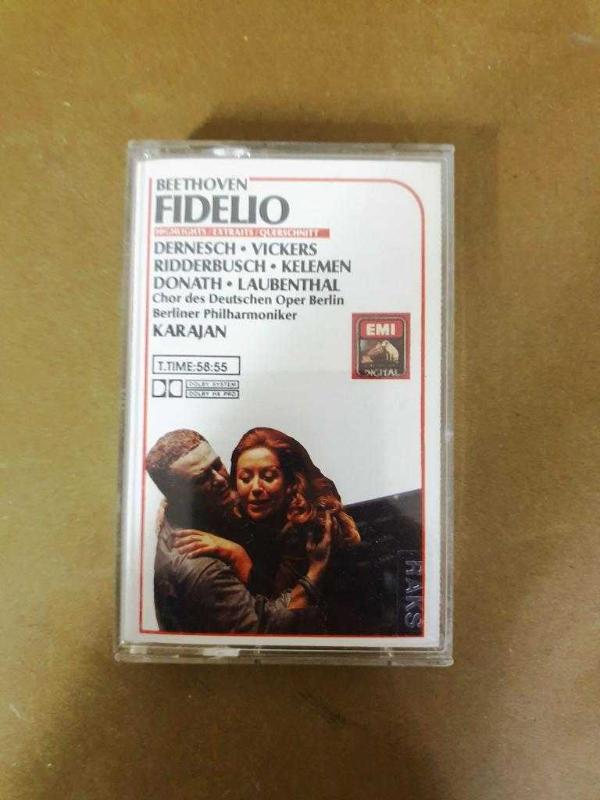 BEETHOVEN
FIDELIO
HIGHLIGHTS / EXTRAITS / QUERSCHNITT
DERNESCH • VICKERS
RIDDERBUSCH • KELEMEN
DONATH • LAUBENTHAL
Chor des Deutschen Oper Berlin
Berliner Philharmoniker
KARAJAN
EMI
DIGITAL
T.TIME:58:55
DOLBY SYSTEM
DOLBY HX PRO
RAKS